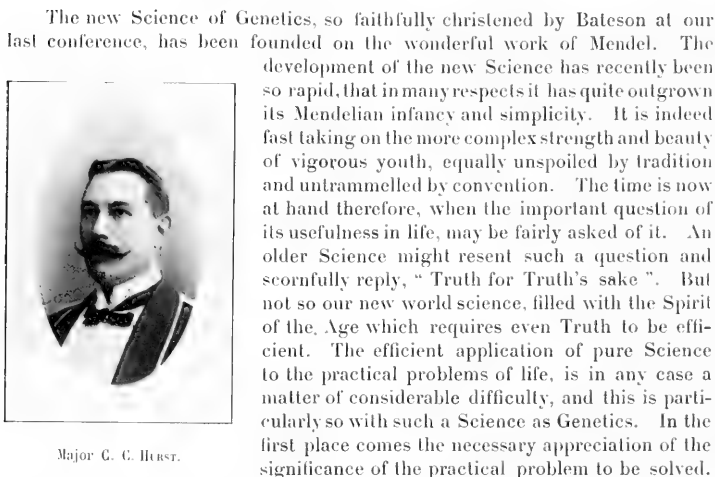 The new Science of Genetics, so faithfully christened by Bateson at our
last conference, has been founded on the wonderful work of Mendel. The
development of the new Science has recently been
so rapid, that in many respects it has quite outgrown
its Mendelian infancy and simplicity. It is indeed
fast taking on the more complex strength and beauty
of vigorous youth, equally unspoiled by tradition
and untrammelled by convention. The time is now
at hand therefore, when the important question of
its usefulness in life, may be fairly asked of it. An
older Science might resent such a question and
scornfully reply, “ Truth for Truth's sake ”. But
not so our new world science, filled with the Spirit
of the. Age which requires even Truth to be effi-
cient. The efficient application of pure Science
to the practical problems of life, is in any case a
matter of considerable difficulty, and this is parti-
cularly so with such a Science as Genetics. In the
first place comes the necessary appreciation of the
significance of the practical problem to be solved.
Major C. C. HURST.